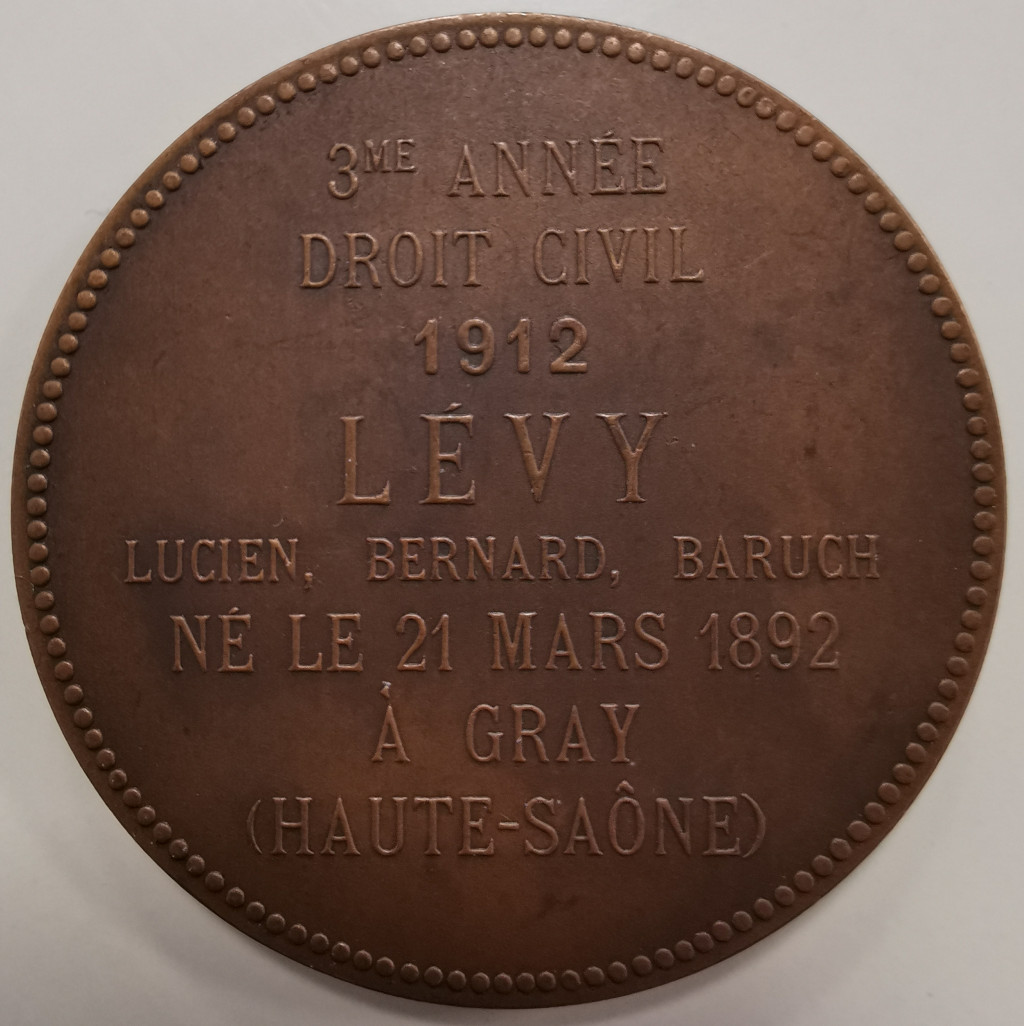 3ME ANNÉE
DROIT CIVIL
1912
LÉVY
LUCIEN, BERNARD, BARUCH
NÉ LE 21 MARS 1892
À GRAY
(HAUTE-SAÔNE)